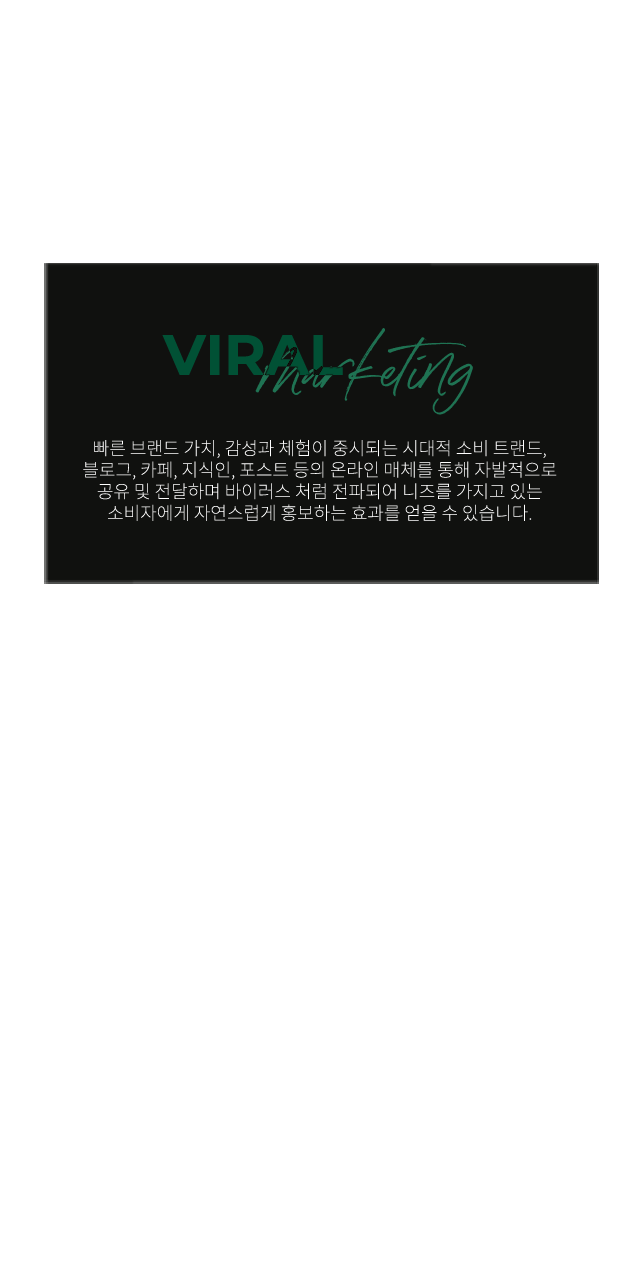 VIRAL marketing
빠른 브랜드 가치, 감성과 체험이 중시되는 시대적 소비 트랜드,
블로그, 카페, 지식인, 포스트 등의 온라인 매체를 통해 자발적으로
공유 및 전달하며 바이러스 처럼 전파되어 니즈를 가지고 있는
소비자에게 자연스럽게 홍보하는 효과를 얻을 수 있습니다.